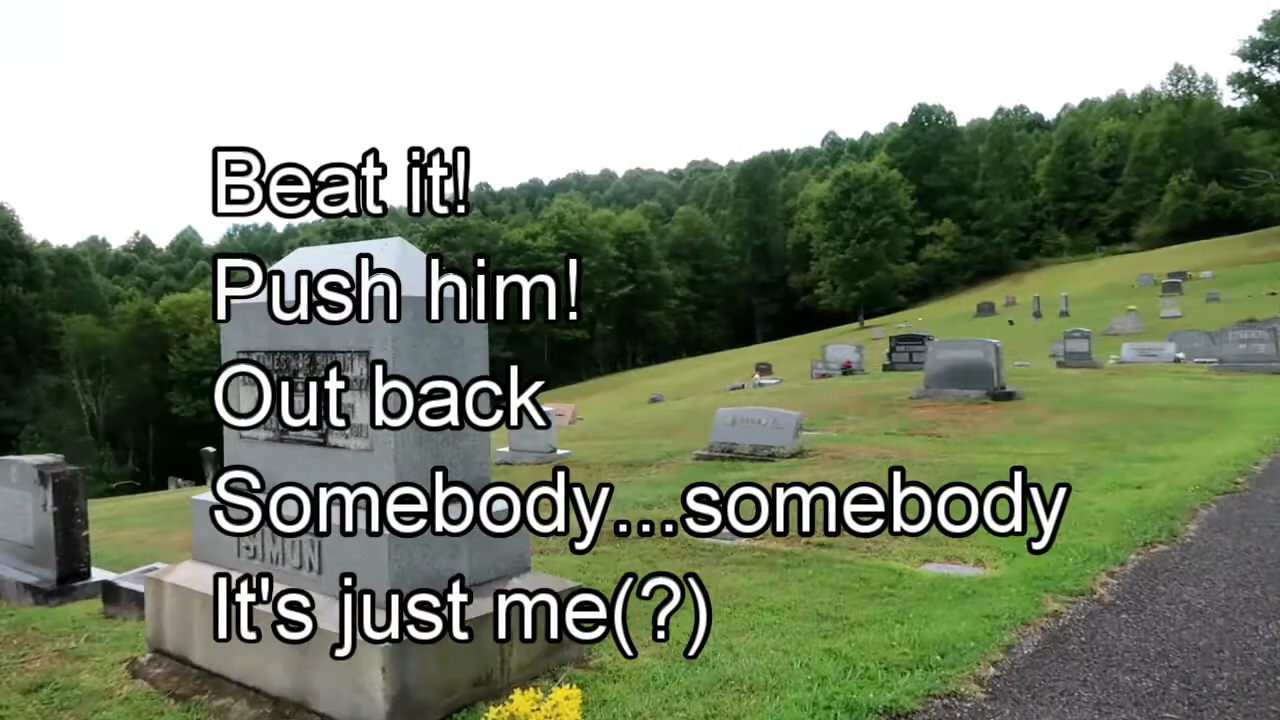 Beat it!
Push him!
Out back
Somebody...somebody
It's just me(?)
SIMON